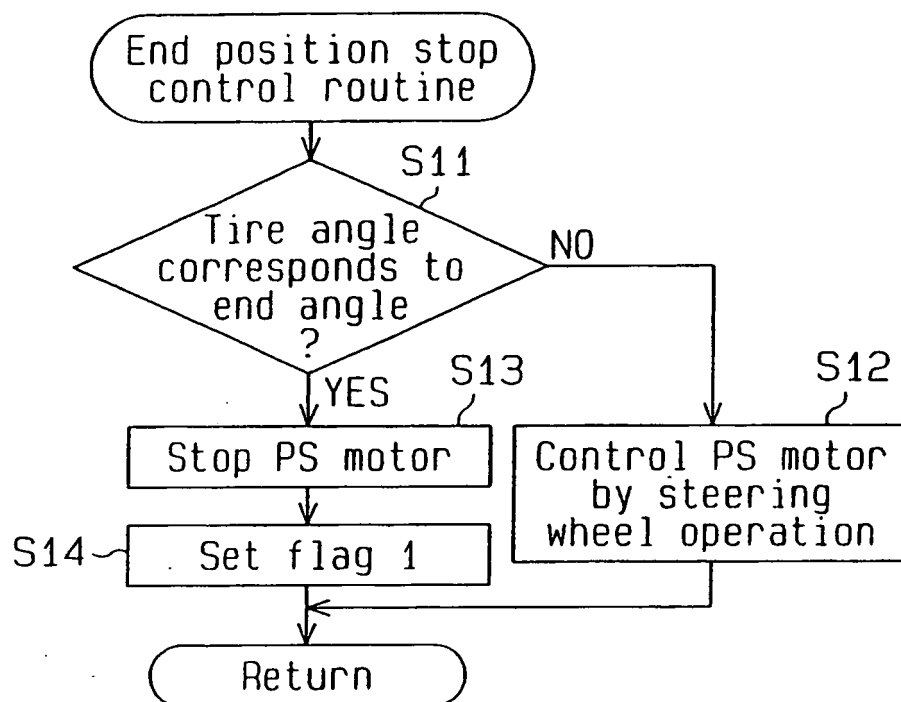 End position stop
control routine
S11
Tire angle
corresponds to
end angle
?
NO
YES
S13
Stop PS motor
S12
Control PS motor
by steering
wheel operation
S14
Set flag 1
Return